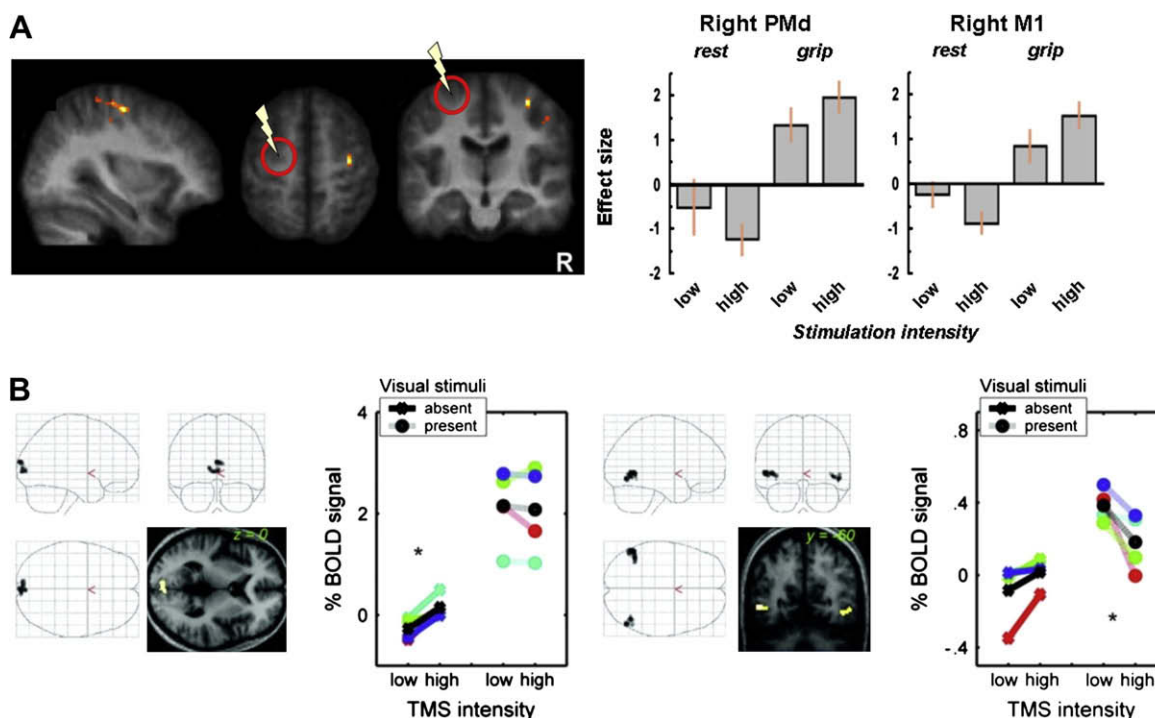 A
R
Right PMd
rest grip
Effect size
2
1
0
-1
-2
low high low high
Right M1
rest grip
2
1
0
-1
-2
low high low high
Stimulation intensity
B
z = 0
Visual stimuli
absent
present
% BOLD signal
4
2
0
*
low high low high
TMS intensity
y = -60
Visual stimuli
absent
present
% BOLD signal
.8
.4
0
-.4
*
low high low high
TMS intensity